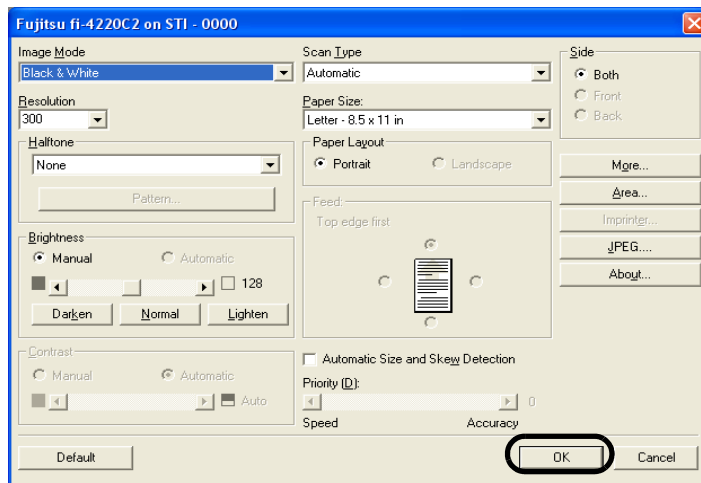 Fujitsu fi-4220C2 on STI - 0000
Image Mode
Black & White
Resolution
300
Halftone
None
Pattern...
Brightness
Manual
Automatic
128
Darken
Normal
Lighten
Contrast
Manual
Automatic
Auto
Scan Type
Automatic
Paper Size:
Letter - 8.5 x 11 in
Paper Layout
Portrait
Landscape
Feed:
Top edge first
Automatic Size and Skew Detection
Priority (D):
0
Speed
Accuracy
Side
Both
Front
Back
More...
Area...
Imprinter...
JPEG....
About...
Default
OK
Cancel